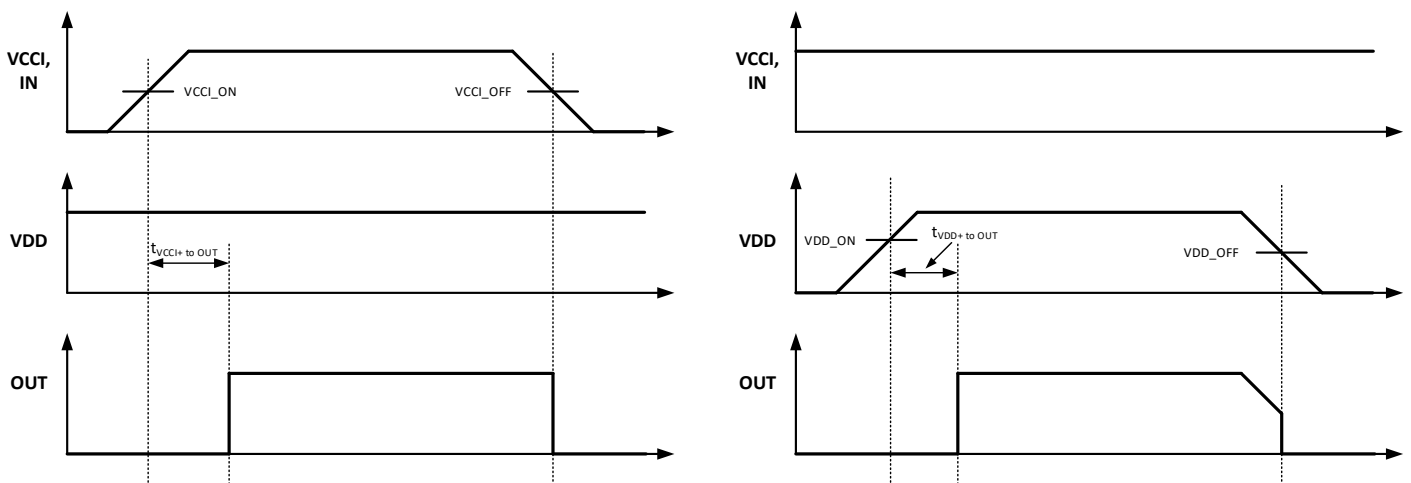 VCCI,
IN
VCCI_ON
VCCI_OFF
VDD
tVCCI+ to OUT
OUT
VCCI,
IN
VDD
VDD_ON
tVDD+ to OUT
VDD_OFF
OUT